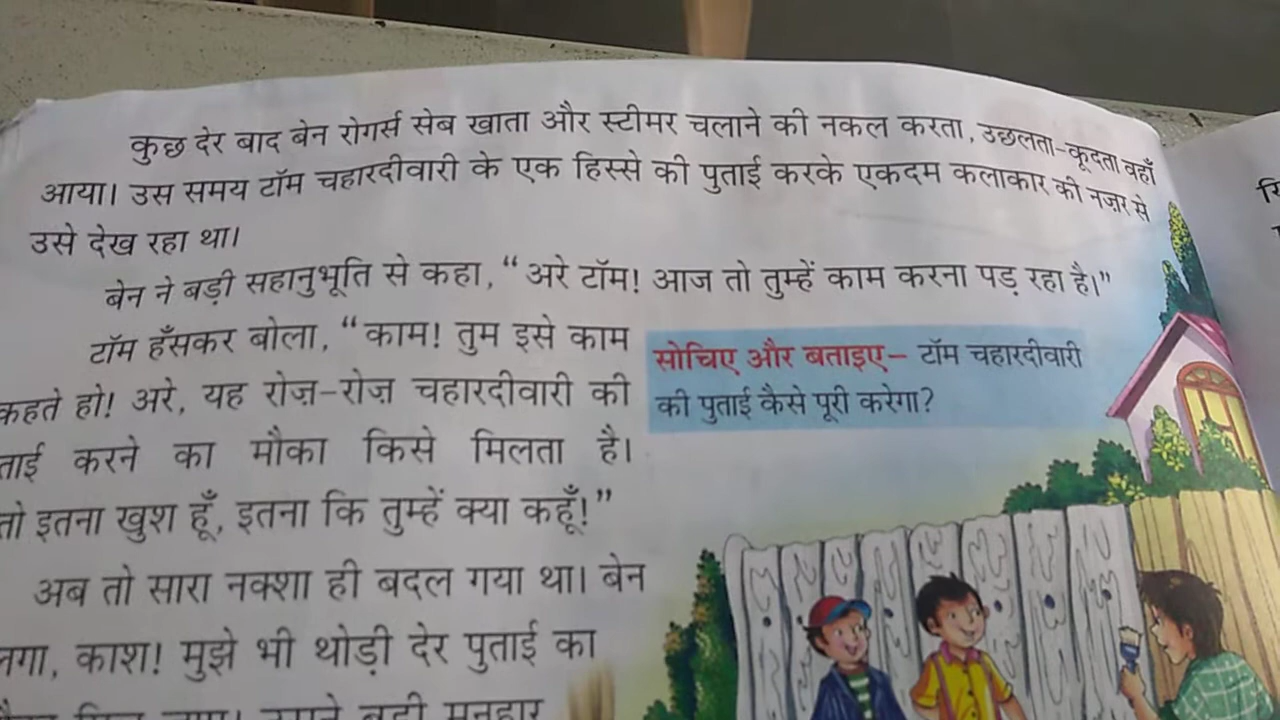 कुछ देर बाद बेन रोगर्स सेब खाता और स्टीमर चलाने की नकल करता, उछलता-कूदता वहाँ
आया। उस समय टॉम चहारदीवारी के एक हिस्से की पुताई करके एकदम कलाकार की नज़र से
उसे देख रहा था।
बेन ने बड़ी सहानुभूति से कहा, “अरे टॉम! आज तो तुम्हें काम करना पड़ रहा है।”
टॉम हँसकर बोला, “काम! तुम इसे काम
कहते हो! अरे, यह रोज़-रोज़ चहारदीवारी की
ताई करने का मौका किसे मिलता है।
तो इतना खुश हूँ, इतना कि तुम्हें क्या कहूँ!”
अब तो सारा नक्शा ही बदल गया था। बेन
लगा, काश! मुझे भी थोड़ी देर पुताई का
सोचिए और बताइए– टॉम चहारदीवारी
की पुताई कैसे पूरी करेगा?